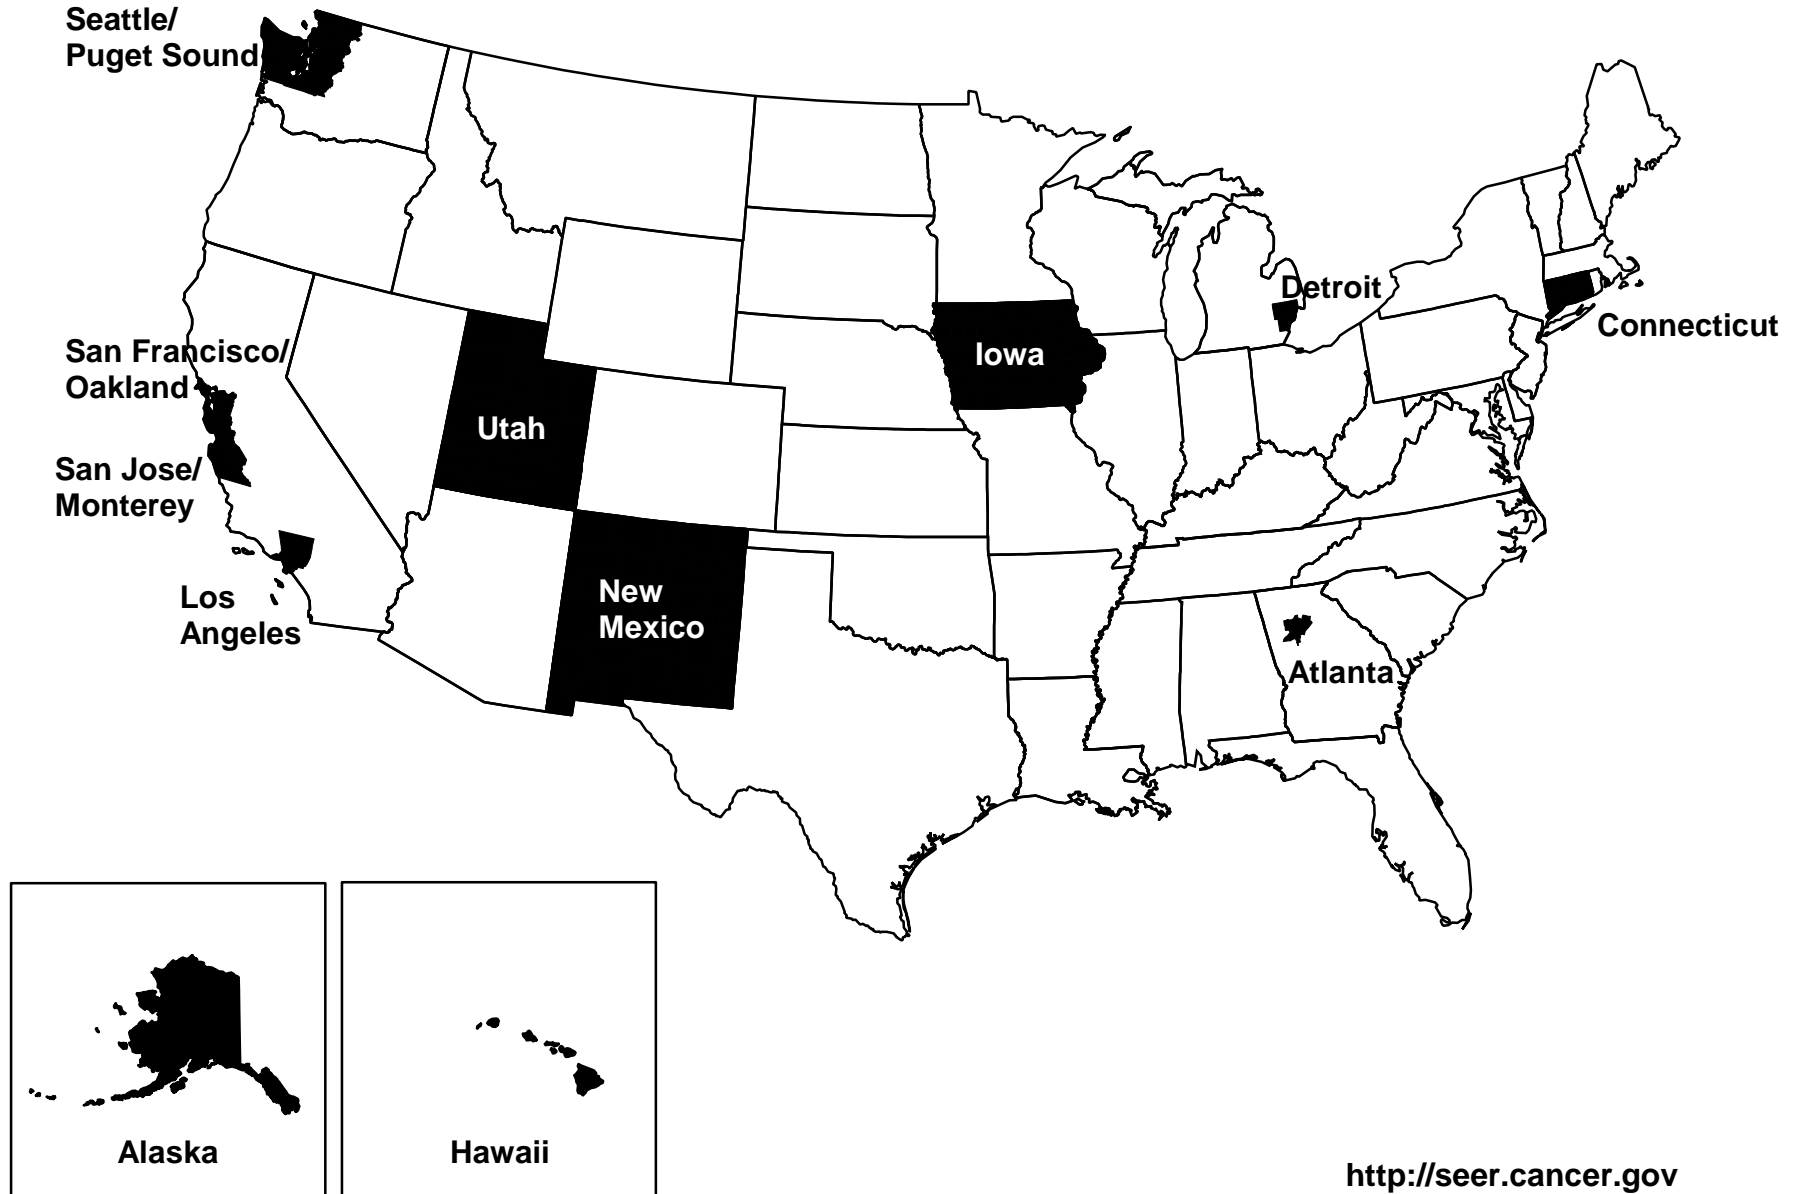 Seattle/
Puget Sound
Detroit
Connecticut
San Francisco/
Oakland
Iowa
Utah
San Jose/
Monterey
New
Mexico
Los
Angeles
Atlanta
Alaska
Hawaii
http://seer.cancer.gov